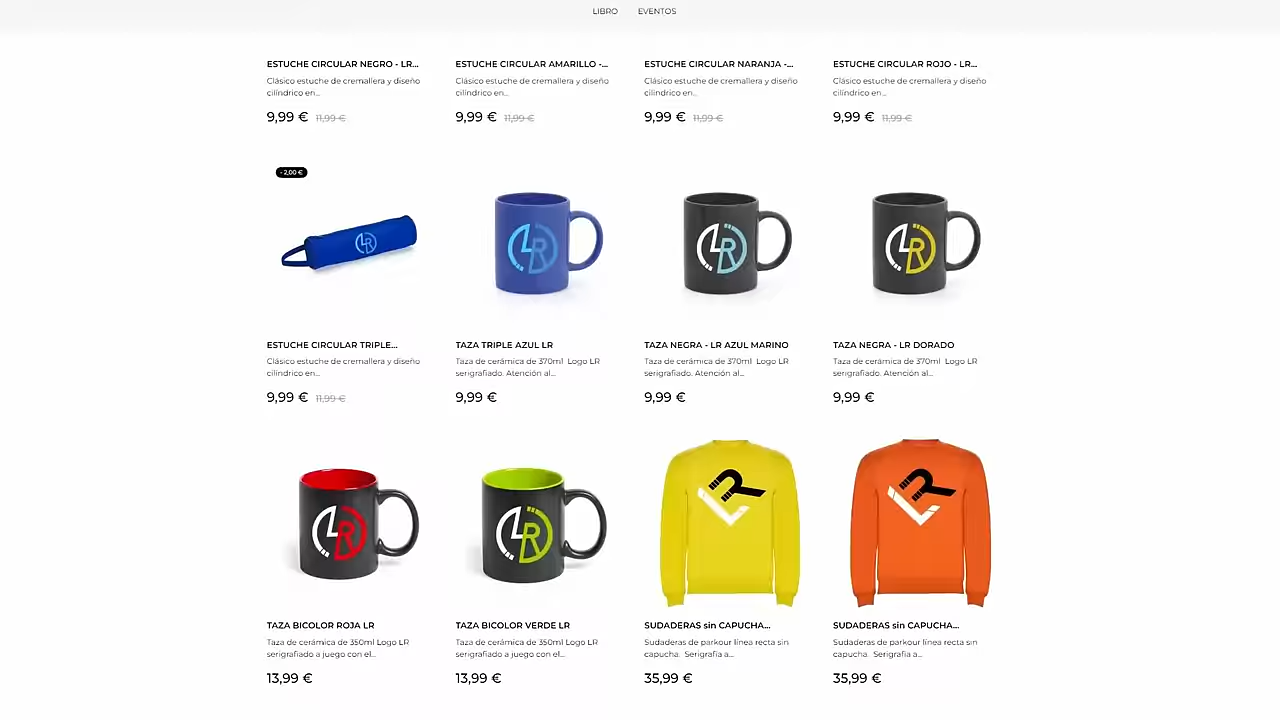 LIBRO EVENTOS
ESTUCHE CIRCULAR NEGRO - LR... ESTUCHE CIRCULAR AMARILLO -... ESTUCHE CIRCULAR NARANJA -... ESTUCHE CIRCULAR ROJO - LR...
Clásico estuche de cremallera y diseño Clásico estuche de cremallera y diseño Clásico estuche de cremallera y diseño Clásico estuche de cremallera y diseño
cilíndrico en... cilíndrico en... cilíndrico en... cilíndrico en...
9,99 € 11,99 € 9,99 € 11,99 € 9,99 € 11,99 € 9,99 € 11,99 €
- 2,00 €
LR LR LR LR
ESTUCHE CIRCULAR TRIPLE... TAZA TRIPLE AZUL LR TAZA NEGRA - LR AZUL MARINO TAZA NEGRA - LR DORADO
Clásico estuche de cremallera y diseño Taza de cerámica de 370ml Logo LR Taza de cerámica de 370ml Logo LR Taza de cerámica de 370ml Logo LR
cilíndrico en... serigrafiado. Atención al... serigrafiado. Atención al... serigrafiado. Atención al...
9,99 € 11,99 € 9,99 € 9,99 € 9,99 €
LR LR LR LR
TAZA BICOLOR ROJA LR TAZA BICOLOR VERDE LR SUDADERAS sin CAPUCHA... SUDADERAS sin CAPUCHA...
Taza de cerámica de 350ml Logo LR Taza de cerámica de 350ml Logo LR Sudaderas de parkour línea recta sin Sudaderas de parkour línea recta sin
serigrafiado a juego con el... serigrafiado a juego con el... capucha. Serigrafía a... capucha. Serigrafía a...
13,99 € 13,99 € 35,99 € 35,99 €